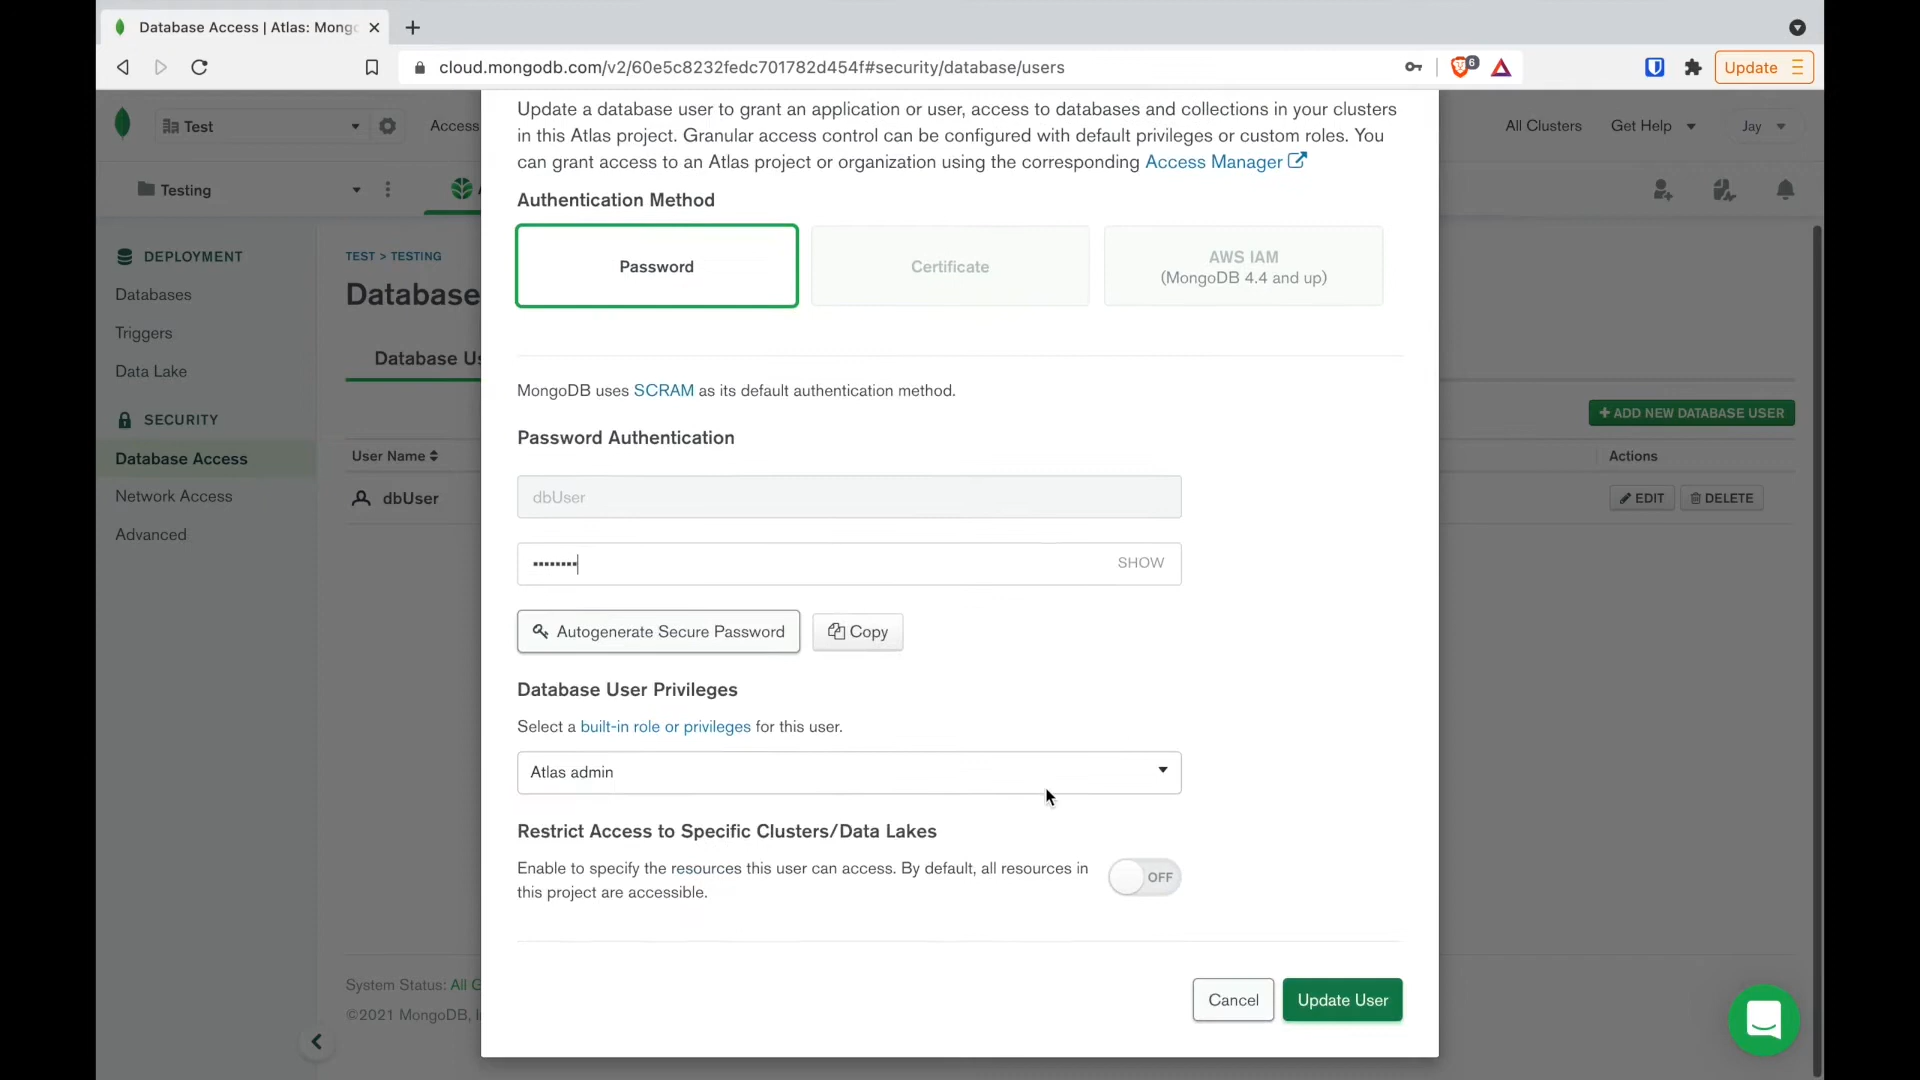 Database Access | Atlas: Mong
cloud.mongodb.com/v2/60e5c8232fedc701782d454f#security/database/users
6
Update
Test
Access
All Clusters
Get Help
Jay
Testing
DEPLOYMENT
Databases
Triggers
Data Lake
SECURITY
Database Access
Network Access
Advanced
TEST > TESTING
Database
Database Us
+ ADD NEW DATABASE USER
User Name
Actions
dbUser
EDIT
DELETE
System Status: All G
©2021 MongoDB, I
Update a database user to grant an application or user, access to databases and collections in your clusters
in this Atlas project. Granular access control can be configured with default privileges or custom roles. You
can grant access to an Atlas project or organization using the corresponding Access Manager
Authentication Method
Password
Certificate
AWS IAM
(MongoDB 4.4 and up)
MongoDB uses SCRAM as its default authentication method.
Password Authentication
dbUser
SHOW
Autogenerate Secure Password
Copy
Database User Privileges
Select a built-in role or privileges for this user.
Atlas admin
Restrict Access to Specific Clusters/Data Lakes
Enable to specify the resources this user can access. By default, all resources in
this project are accessible.
OFF
Cancel
Update User